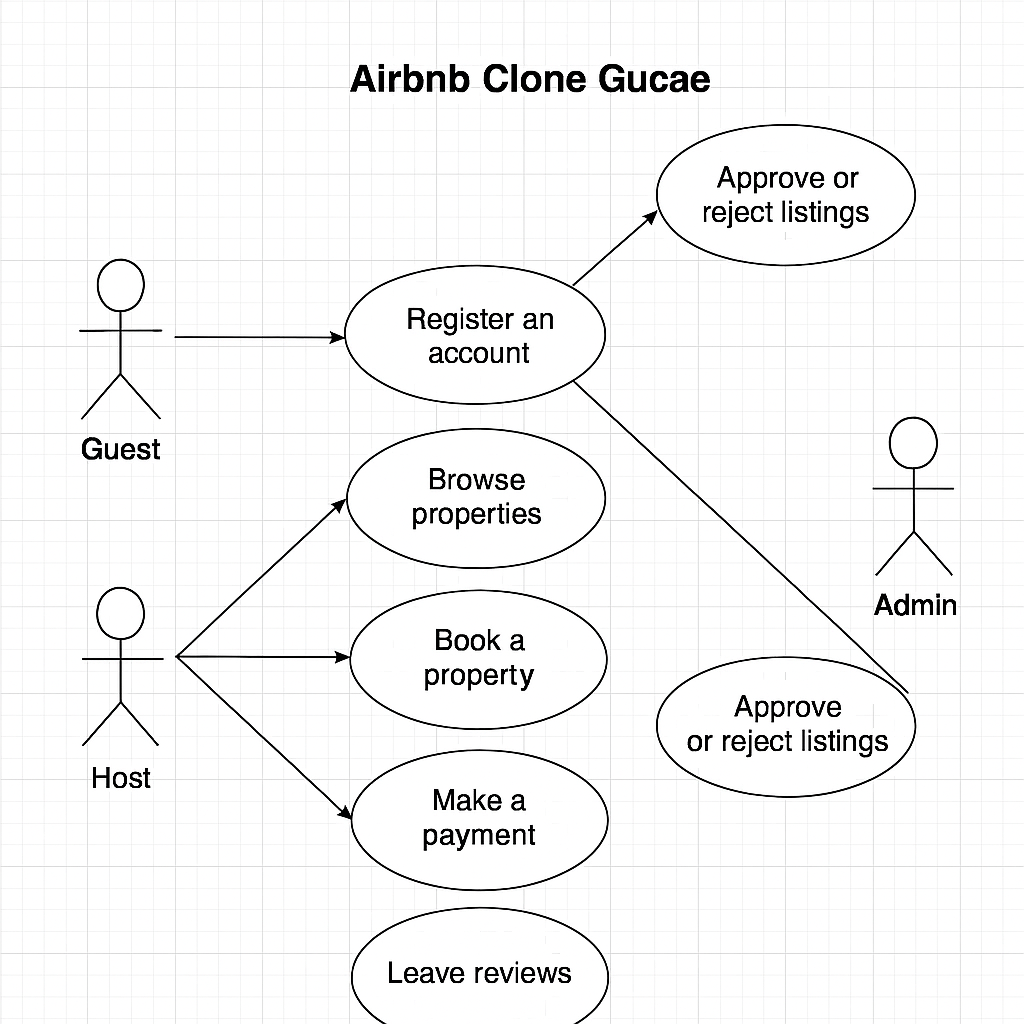 Airbnb Clone Gucae
Approve or
reject listings
Register an
account
Guest
Browse
properties
Admin
Book a
property
Approve
or reject listings
Host
Make a
payment
Leave reviews